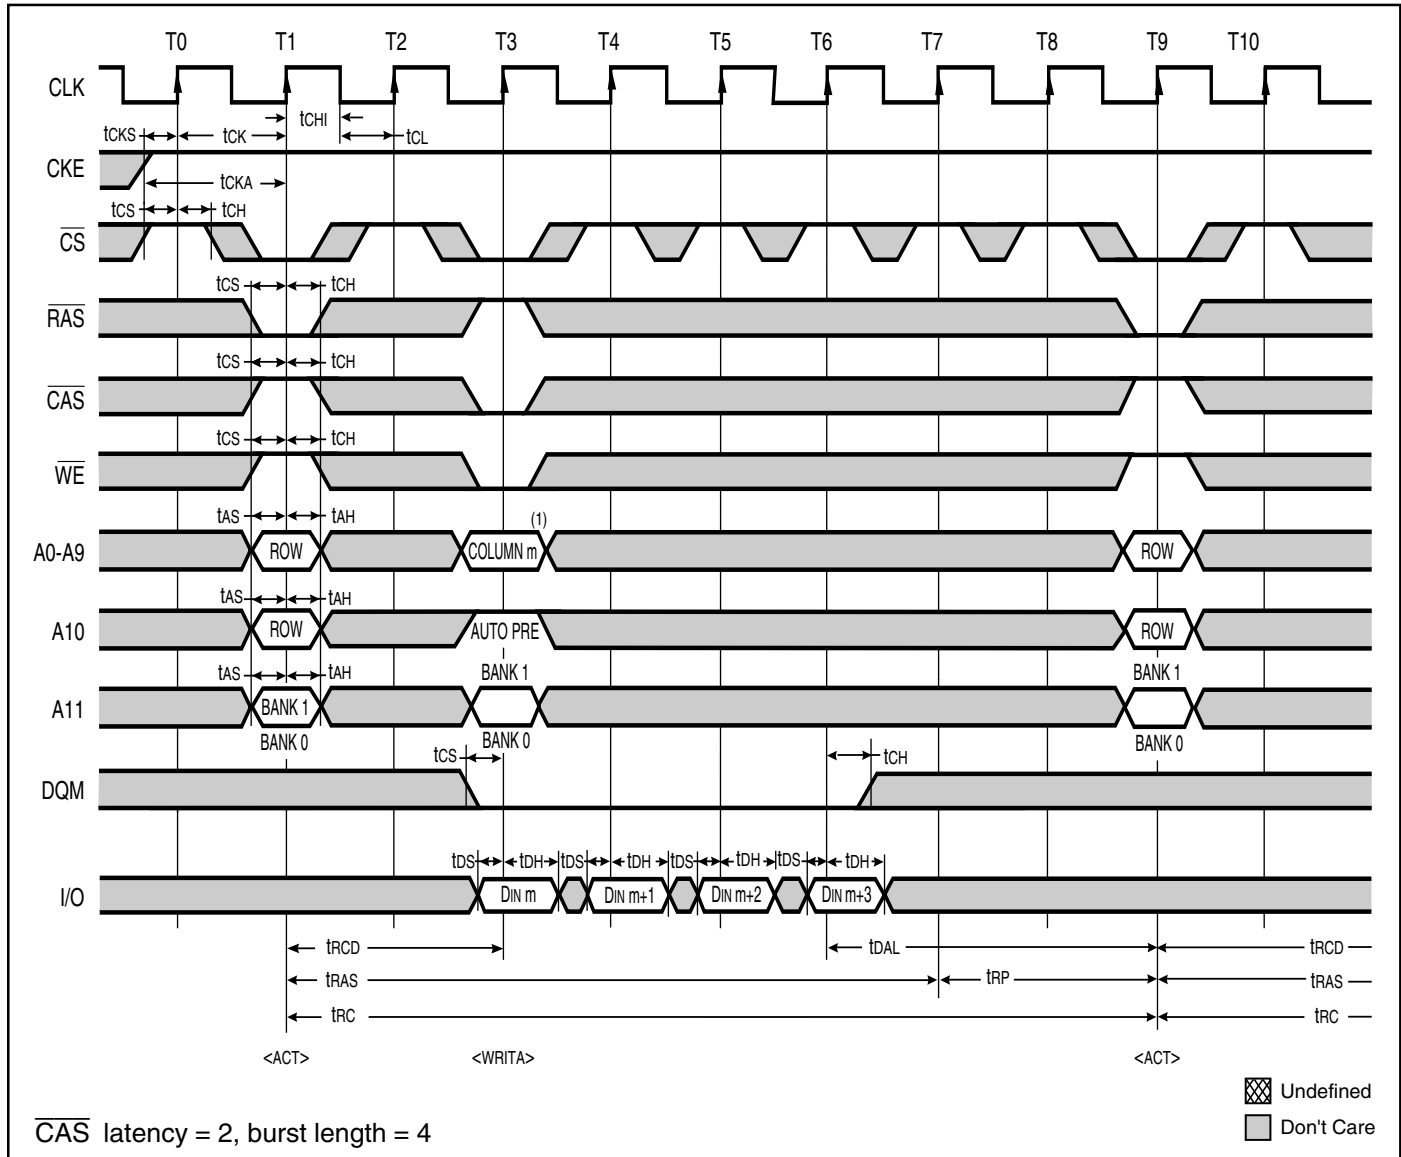 T0 T1 T2 T3 T4 T5 T6 T7 T8 T9 T10
CLK
tCHI
tCKS tCK tCL
CKE
tCKA
tCS tCH
CS
tCS tCH
RAS
tCS tCH
CAS
tCS tCH
WE
tAS tAH (1)
A0-A9 ROW COLUMN m ROW
tAS tAH
A10 ROW AUTO PRE ROW
tAS tAH BANK 1 BANK 1
A11 BANK 1
BANK 0 BANK 0 BANK 0
tCS tCH
DQM
tDS tDH tDS tDH tDS tDH tDS tDH
I/O DIN m DIN m+1 DIN m+2 DIN m+3
tRCD tDAL tRCD
tRAS tRP tRAS
tRC tRC
<ACT> <WRITA> <ACT>
Undefined
Don't Care
CAS latency = 2, burst length = 4